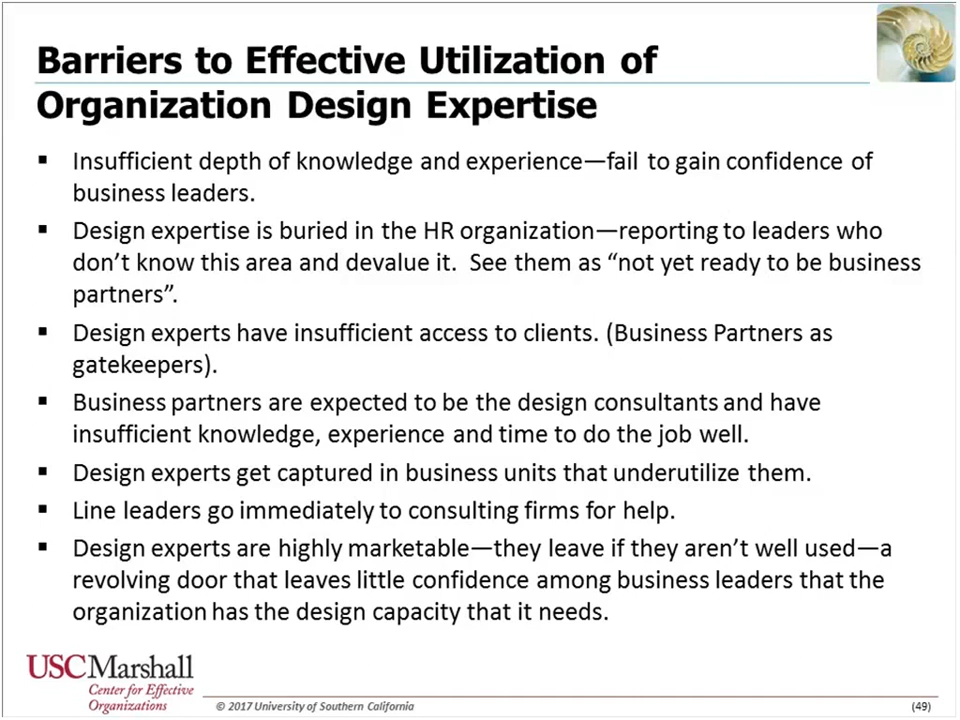 Barriers to Effective Utilization of
Organization Design Expertise
▪ Insufficient depth of knowledge and experience—fail to gain confidence of
business leaders.
▪ Design expertise is buried in the HR organization—reporting to leaders who
don’t know this area and devalue it.  See them as “not yet ready to be business
partners”.
▪ Design experts have insufficient access to clients. (Business Partners as
gatekeepers).
▪ Business partners are expected to be the design consultants and have
insufficient knowledge, experience and time to do the job well.
▪ Design experts get captured in business units that underutilize them.
▪ Line leaders go immediately to consulting firms for help.
▪ Design experts are highly marketable—they leave if they aren’t well used—a
revolving door that leaves little confidence among business leaders that the
organization has the design capacity that it needs.
USC Marshall
Center for Effective
Organizations
© 2017 University of Southern California
(49)